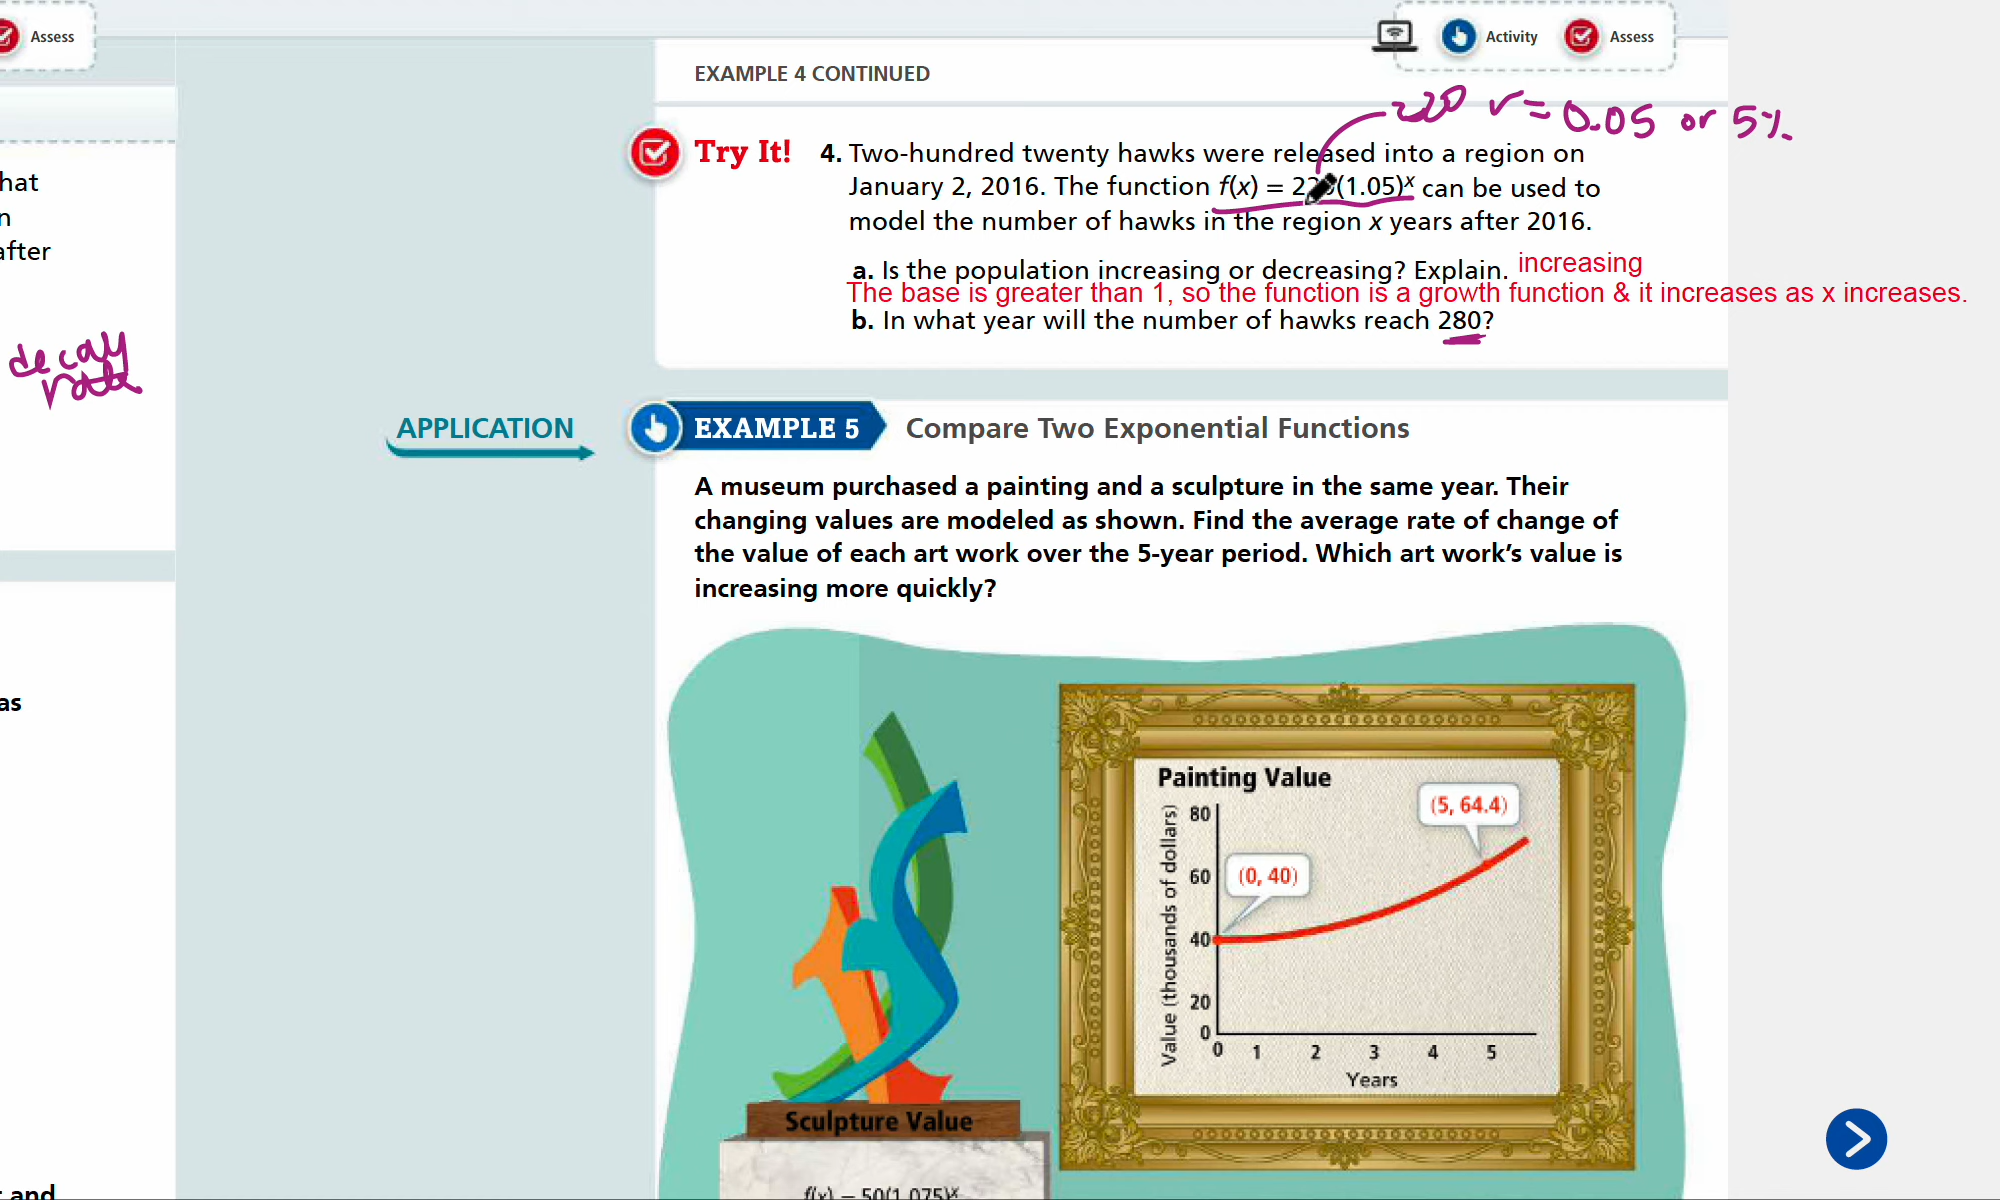 Assess
Activity
Assess
EXAMPLE 4 CONTINUED
220 r = 0.05 or 5%
Try It! 4. Two-hundred twenty hawks were released into a region on
January 2, 2016. The function f(x) = 220(1.05)ˣ can be used to
model the number of hawks in the region x years after 2016.
a. Is the population increasing or decreasing? Explain. increasing
The base is greater than 1, so the function is a growth function & it increases as x increases.
b. In what year will the number of hawks reach 280?
hat
n
after
decay
rate
APPLICATION
EXAMPLE 5 Compare Two Exponential Functions
A museum purchased a painting and a sculpture in the same year. Their
changing values are modeled as shown. Find the average rate of change of
the value of each art work over the 5-year period. Which art work's value is
increasing more quickly?
as
Painting Value
Value (thousands of dollars)
80
60
40
20
0
(5, 64.4)
(0, 40)
0 1 2 3 4 5
Years
Sculpture Value
f(x) = 50(1.075)ˣ
and